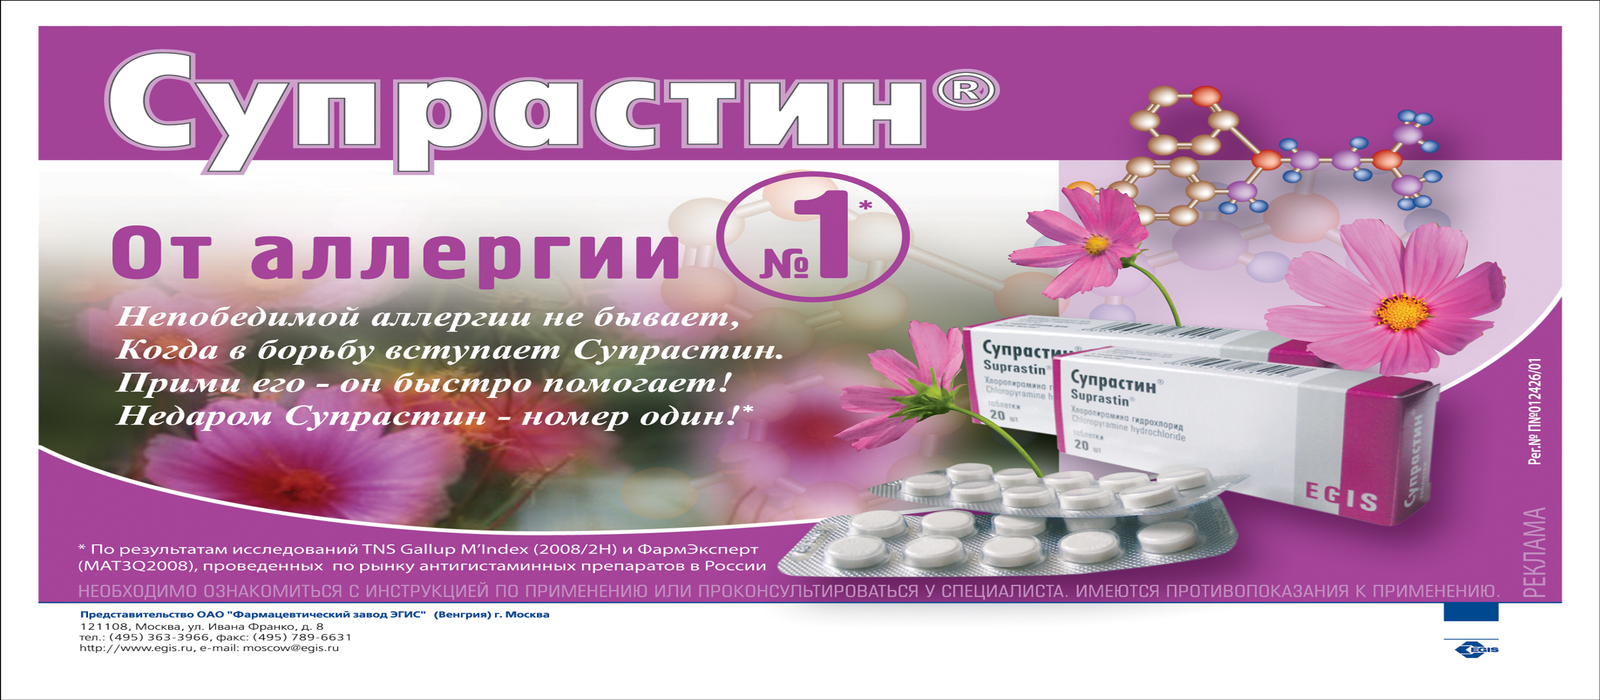 Супрастин®
От аллергии
№1*
Непобедимой аллергии не бывает,
Когда в борьбу вступает Супрастин.
Прими его - он быстро помогает!
Недаром Супрастин - номер один!*
Супрастин
Suprastin®
Хлоропирамина г
Chloropyramine h
таблетки
20 шт
Супрастин®
Suprastin®
Хлоропирамина гидрохлорид
Chloropyramine hydrochloride
таблетки
20 шт
EGIS
Супрастин
Рег.№ П№012426/01
РЕКЛАМА
* По результатам исследований TNS Gallup M'Index (2008/2H) и ФармЭксперт
(MAT3Q2008), проведенных по рынку антигистаминных препаратов в России
НЕОБХОДИМО ОЗНАКОМИТЬСЯ С ИНСТРУКЦИЕЙ ПО ПРИМЕНЕНИЮ ИЛИ ПРОКОНСУЛЬТИРОВАТЬСЯ У СПЕЦИАЛИСТА. ИМЕЮТСЯ ПРОТИВОПОКАЗАНИЯ К ПРИМЕНЕНИЮ.
Представительство ОАО "Фармацевтический завод ЭГИС" (Венгрия) г. Москва
121108, Москва, ул. Ивана Франко, д. 8
тел.: (495) 363-3966, факс: (495) 789-6631
http://www.egis.ru, e-mail: moscow@egis.ru
EGIS